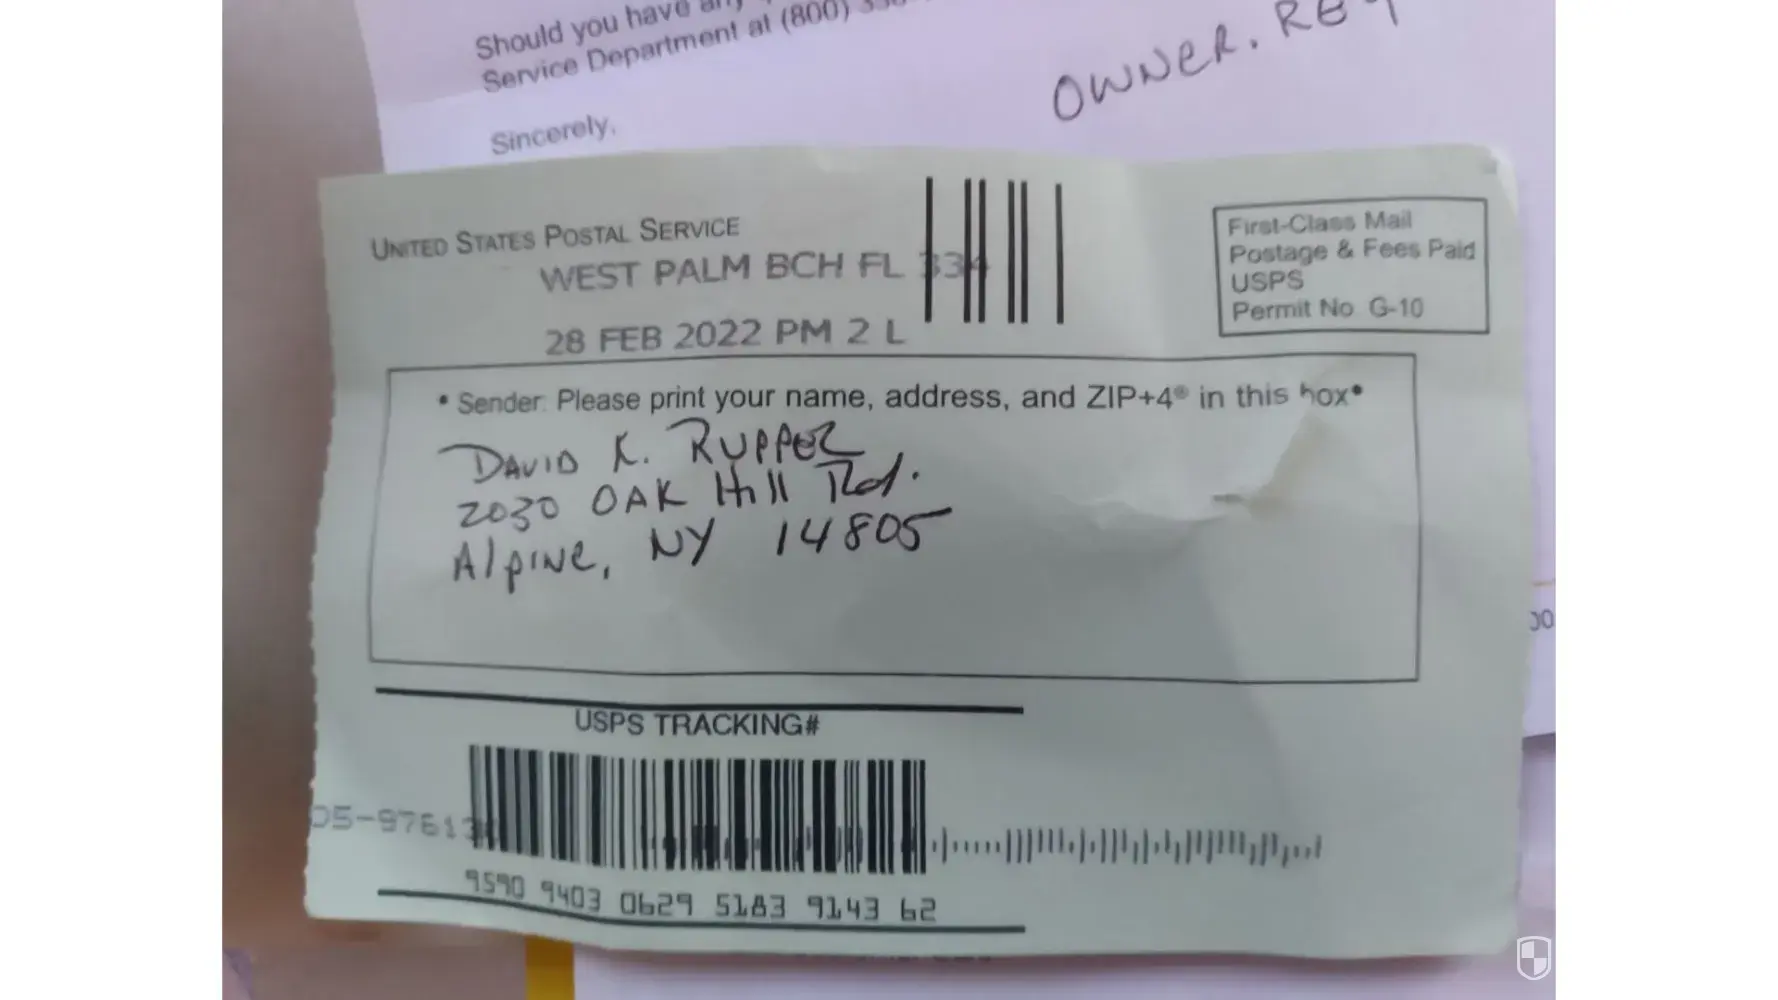 Should you have any
Service Department at (800)
Sincerely,
OWNER.
UNITED STATES POSTAL SERVICE
WEST PALM BCH FL 334
28 FEB 2022 PM 2 L
First-Class Mail
Postage & Fees Paid
USPS
Permit No G-10
• Sender: Please print your name, address, and ZIP+4® in this box•
DAVID K. RUPPEL
2030 OAK Hill Rd.
Alpine, NY 14805
USPS TRACKING#
9590 9403 0629 5183 9143 62